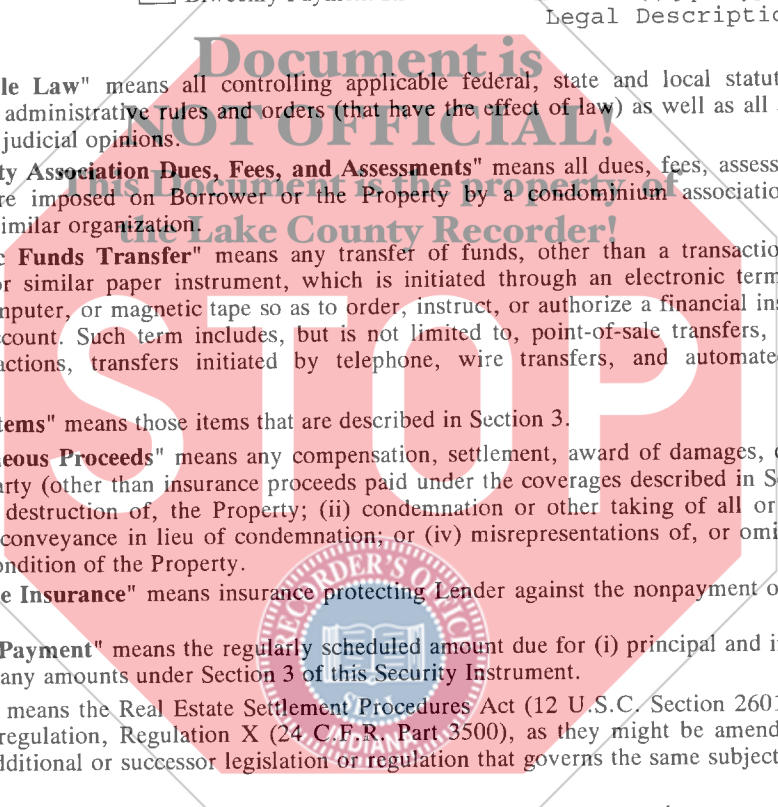 Biweekly Payment
Legal Descriptio
Document is
le Law" means all controlling applicable federal, state and local statut
administrative rules and orders (that have the effect of law) as well as all
NOT OFFICIAL!
judicial opinions.
ty Association Dues, Fees, and Assessments" means all dues, fees, assess
This Document is the property of
re imposed on Borrower or the Property by a condominium associatio
imilar organization.
the Lake County Recorder!
c Funds Transfer" means any transfer of funds, other than a transactio
or similar paper instrument, which is initiated through an electronic term
mputer, or magnetic tape so as to order, instruct, or authorize a financial ins
ccount. Such term includes, but is not limited to, point-of-sale transfers,
actions, transfers initiated by telephone, wire transfers, and automate
STOP
tems" means those items that are described in Section 3.
eous Proceeds" means any compensation, settlement, award of damages,
arty (other than insurance proceeds paid under the coverages described in S
destruction of, the Property; (ii) condemnation or other taking of all or
conveyance in lieu of condemnation; or (iv) misrepresentations of, or omi
ondition of the Property.
e Insurance" means insurance protecting Lender against the nonpayment o
RECORDER'S OFFIC
Payment" means the regularly scheduled amount due for (i) principal and i
any amounts under Section 3 of this Security Instrument.
SEAL
means the Real Estate Settlement Procedures Act (12 U.S.C. Section 2601
regulation, Regulation X (24 C.F.R. Part 3500), as they might be amend
INDIANA
dditional or successor legislation or regulation that governs the same subject